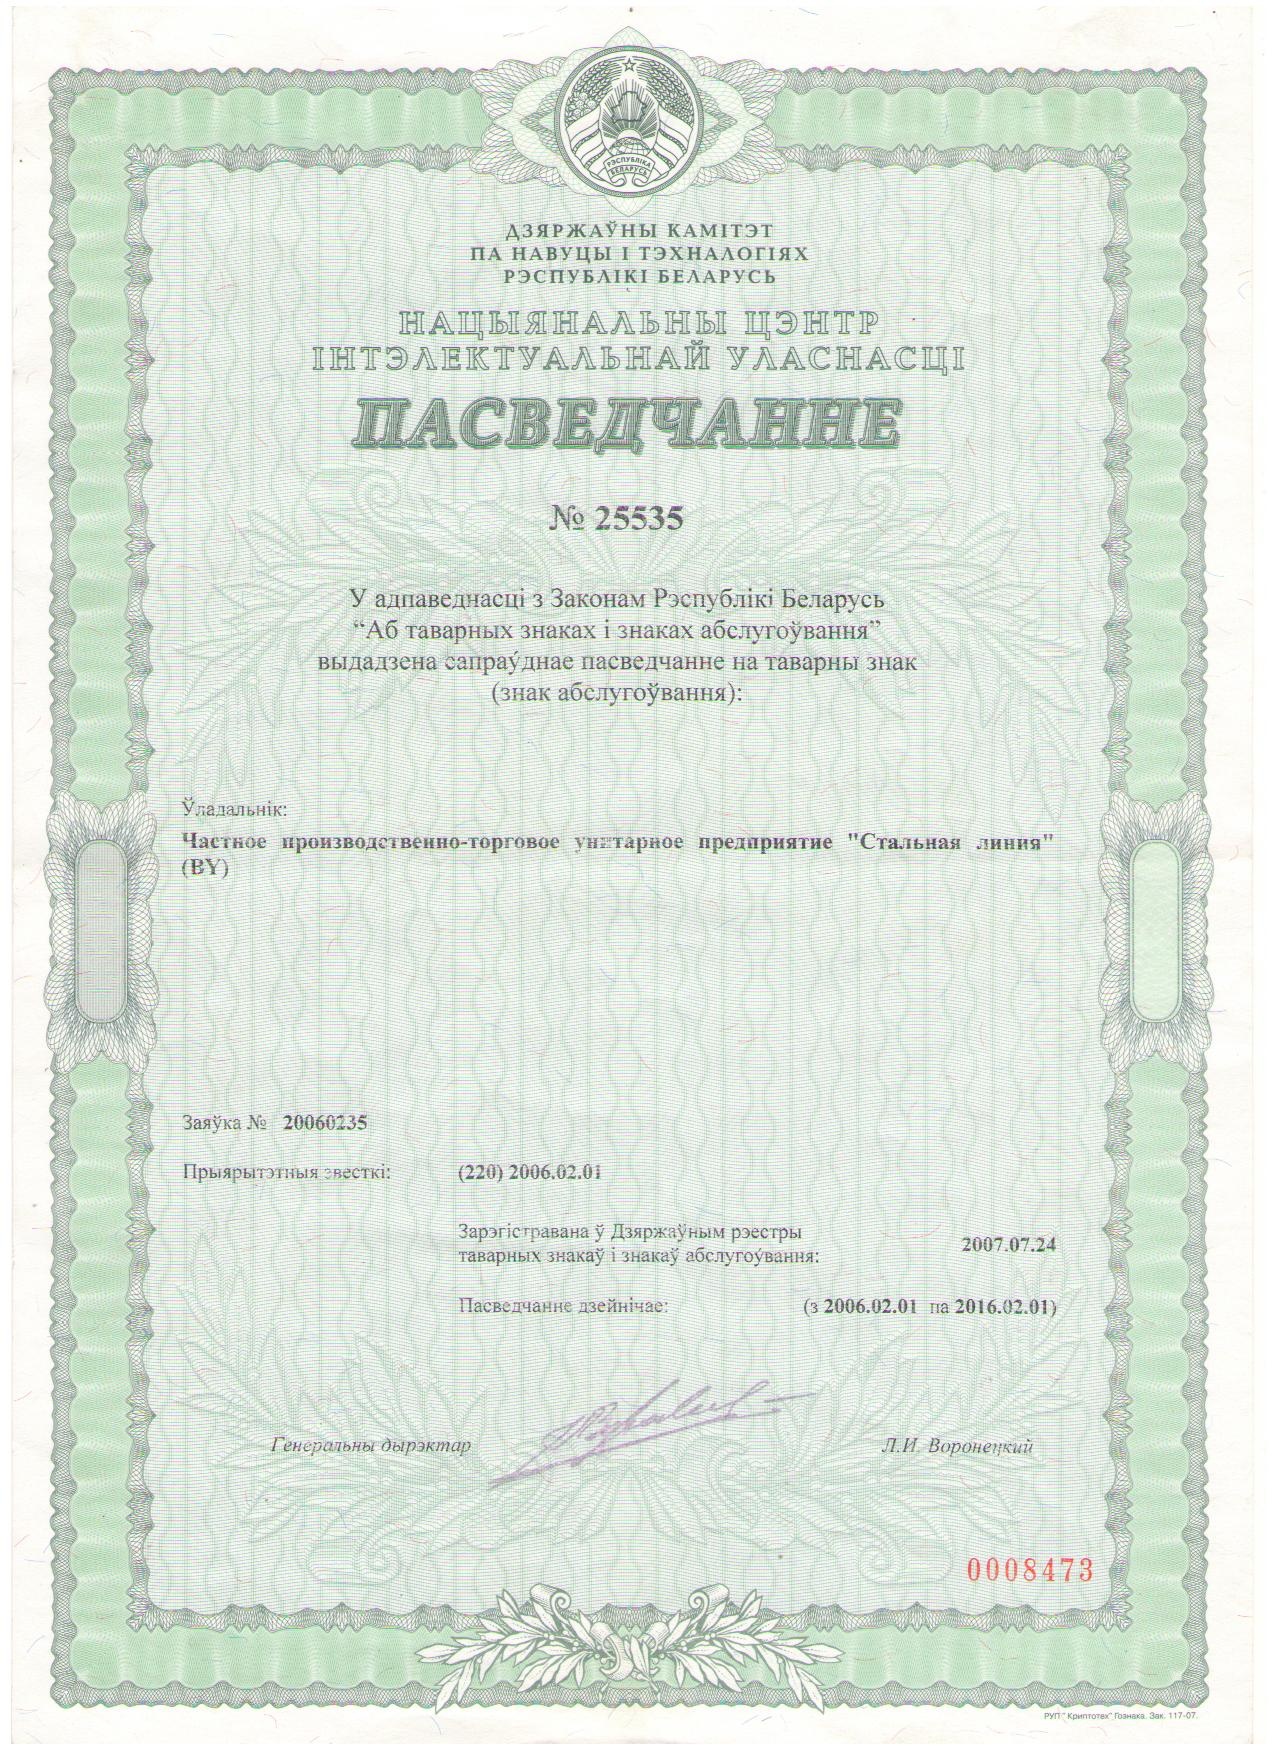 РЭСПУБЛІКА
БЕЛАРУСЬ
ДЗЯРЖАЎНЫ КАМІТЭТ
ПА НАВУЦЫ І ТЭХНАЛОГІЯХ
РЭСПУБЛІКІ БЕЛАРУСЬ
НАЦЫЯНАЛЬНЫ ЦЭНТР
ІНТЭЛЕКТУАЛЬНАЙ УЛАСНАСЦІ
ПАСВЕДЧАННЕ
№ 25535
У адпаведнасці з Законам Рэспублікі Беларусь
“Аб таварных знаках і знаках абслугоўвання”
выдадзена сапраўднае пасведчанне на таварны знак
(знак абслугоўвання):
Ўладальнік:
Частное производственно-торговое унитарное предприятие "Стальная линия"
(BY)
Заяўка № 20060235
Прыярытэтныя звесткі: (220) 2006.02.01
Зарэгістравана ў Дзяржаўным рэестры
таварных знакаў і знакаў абслугоўвання: 2007.07.24
Пасведчанне дзейнічае: (з 2006.02.01 па 2016.02.01)
Генеральны дырэктар Л.И. Воронецкий
0008473
РУП "Криптотех" Гознака. Зак. 117-07.